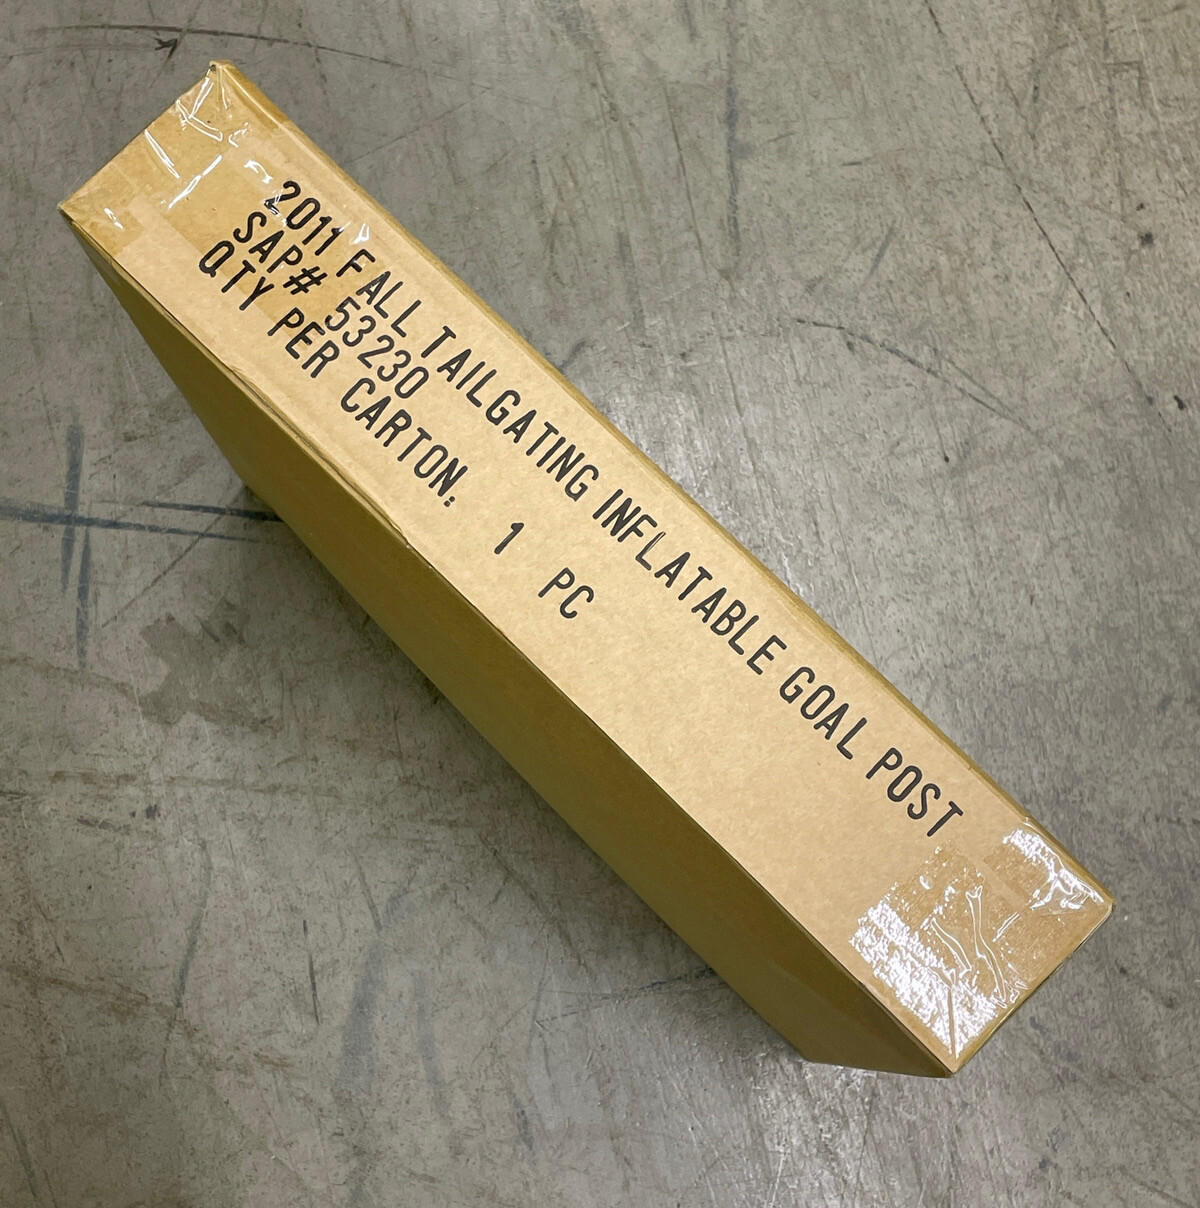 2011 FALL TAILGATING INFLATABLE GOAL POST
SAP# 53230
QTY PER CARTON: 1 PC